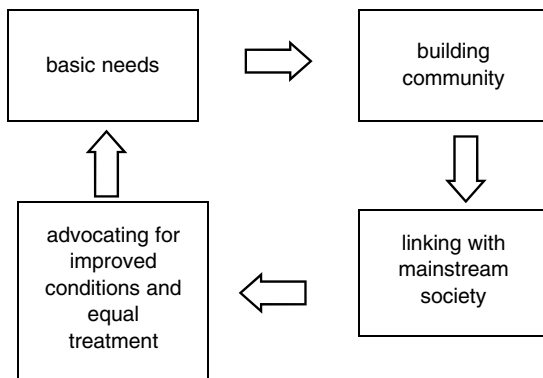 basic needs
building
community
advocating for
improved
conditions and
equal
treatment
linking with
mainstream
society